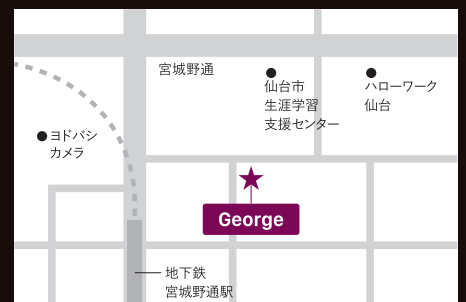 宮城野通
仙台市
生涯学習
支援センター
ハローワーク
仙台
ヨドバシ
カメラ
George
地下鉄
宮城野通駅